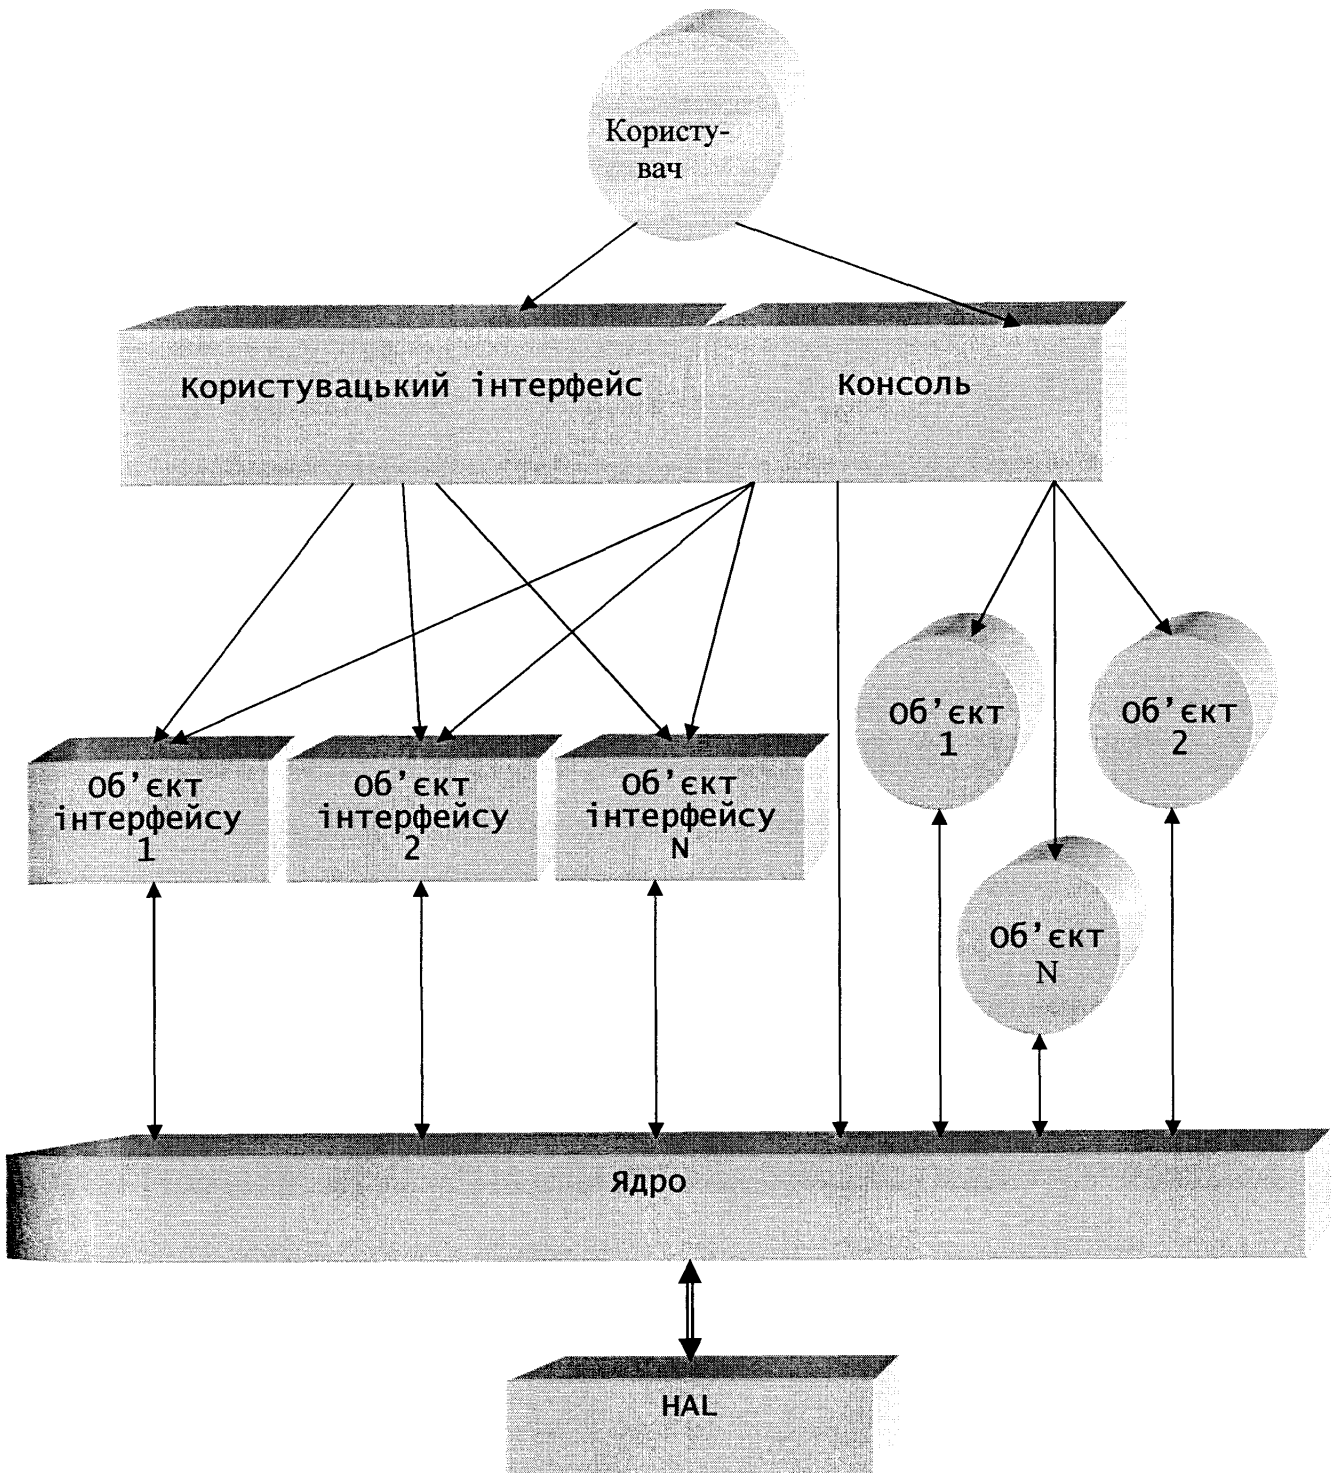 Користу-
вач
Користувацький інтерфейс
Консоль
Об'єкт
інтерфейсу
1
Об'єкт
інтерфейсу
2
Об'єкт
інтерфейсу
N
Об'єкт
1
Об'єкт
2
Об'єкт
N
Ядро
HAL